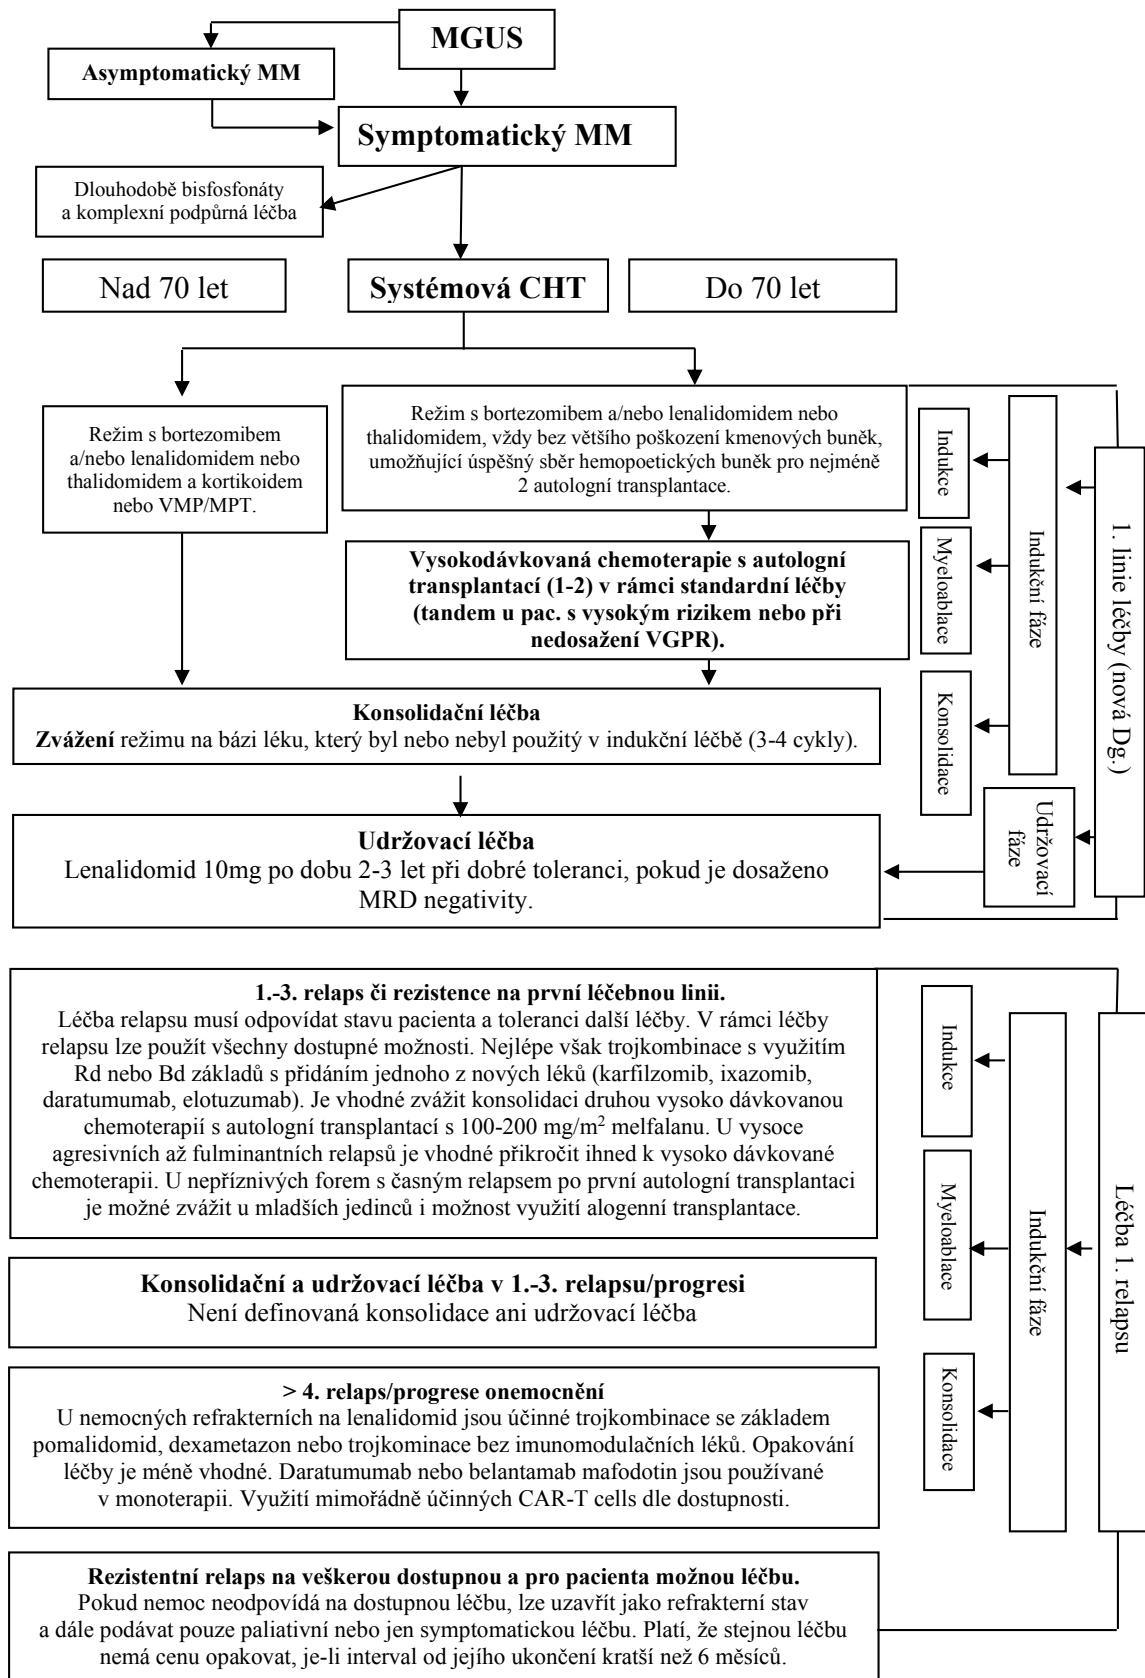 MGUS
Asymptomatický MM
Symptomatický MM
Dlouhodobě bisfosfonáty
a komplexní podpůrná léčba
Nad 70 let
Systémová CHT
Do 70 let
Režim s bortezomibem
a/nebo lenalidomidem nebo
thalidomidem a kortikoidem
nebo VMP/MPT.
Režim s bortezomibem a/nebo lenalidomidem nebo
thalidomidem, vždy bez většího poškození kmenových buněk,
umožňující úspěšný sběr hemopoetických buněk pro nejméně
2 autologní transplantace.
Vysokodávkovaná chemoterapie s autologní
transplantací (1-2) v rámci standardní léčby
(tandem u pac. s vysokým rizikem nebo při
nedosažení VGPR).
Konsolidační léčba
Zvážení režimu na bázi léku, který byl nebo nebyl použitý v indukční léčbě (3-4 cykly).
Udržovací léčba
Lenalidomid 10mg po dobu 2-3 let při dobré toleranci, pokud je dosaženo
MRD negativity.
Indukce
Myeloablace
Konsolidace
Indukční fáze
Udržovací
fáze
1. linie léčby (nová Dg.)
1.-3. relaps či rezistence na první léčebnou linii.
Léčba relapsu musí odpovídat stavu pacienta a toleranci další léčby. V rámci léčby
relapsu lze použít všechny dostupné možnosti. Nejlépe však trojkombinace s využitím
Rd nebo Bd základů s přidáním jednoho z nových léků (karfilzomib, ixazomib,
daratumumab, elotuzumab). Je vhodné zvážit konsolidaci druhou vysoko dávkovanou
chemoterapií s autologní transplantací s 100-200 mg/m² melfalanu. U vysoce
agresivních až fulminantních relapsů je vhodné přikročit ihned k vysoko dávkované
chemoterapii. U nepříznivých forem s časným relapsem po první autologní transplantaci
je možné zvážit u mladších jedinců i možnost využití alogenní transplantace.
Konsolidační a udržovací léčba v 1.-3. relapsu/progresi
Není definovaná konsolidace ani udržovací léčba
> 4. relaps/progrese onemocnění
U nemocných refrakterních na lenalidomid jsou účinné trojkombinace se základem
pomalidomid, dexametazon nebo trojkominace bez imunomodulačních léků. Opakování
léčby je méně vhodné. Daratumumab nebo belantamab mafodotin jsou používané
v monoterapii. Využití mimořádně účinných CAR-T cells dle dostupnosti.
Rezistentní relaps na veškerou dostupnou a pro pacienta možnou léčbu.
Pokud nemoc neodpovídá na dostupnou léčbu, lze uzavřít jako refrakterní stav
a dále podávat pouze paliativní nebo jen symptomatickou léčbu. Platí, že stejnou léčbu
nemá cenu opakovat, je-li interval od jejího ukončení kratší než 6 měsíců.
Indukce
Myeloablace
Konsolidace
Indukční fáze
Léčba 1. relapsu